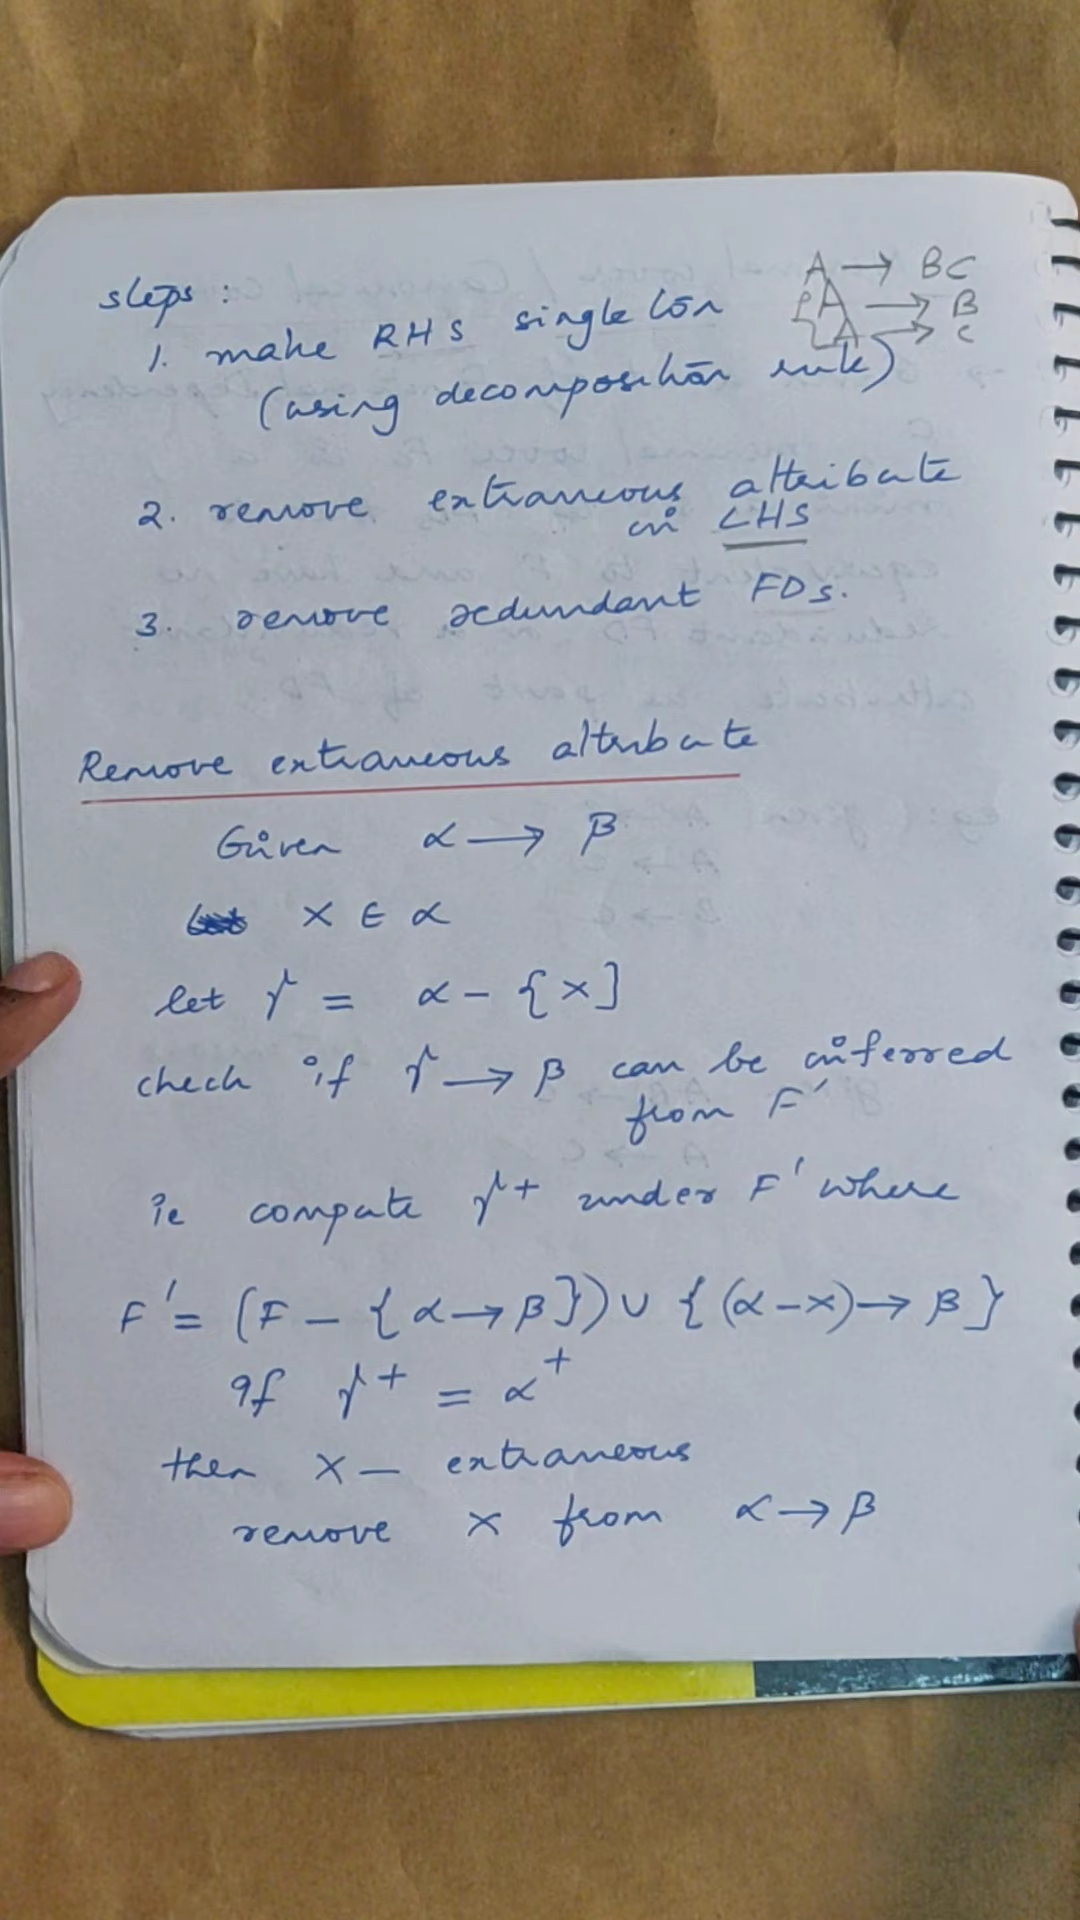 steps :
A → BC
A → B
A → C
1. make RHS singleton
(using decomposition rule)
2. remove extraneous attribute
in LHS
3. remove redundant FDs.
Remove extraneous attribute
Given α → β
X ∈ α
let γ = α - {x}
check if γ → β can be inferred
from F'
ie compute γ+ under F' where
F' = (F - {α → β}) ∪ {(α - x) → β}
If γ+ = α+
then X - extraneous
remove X from α → β